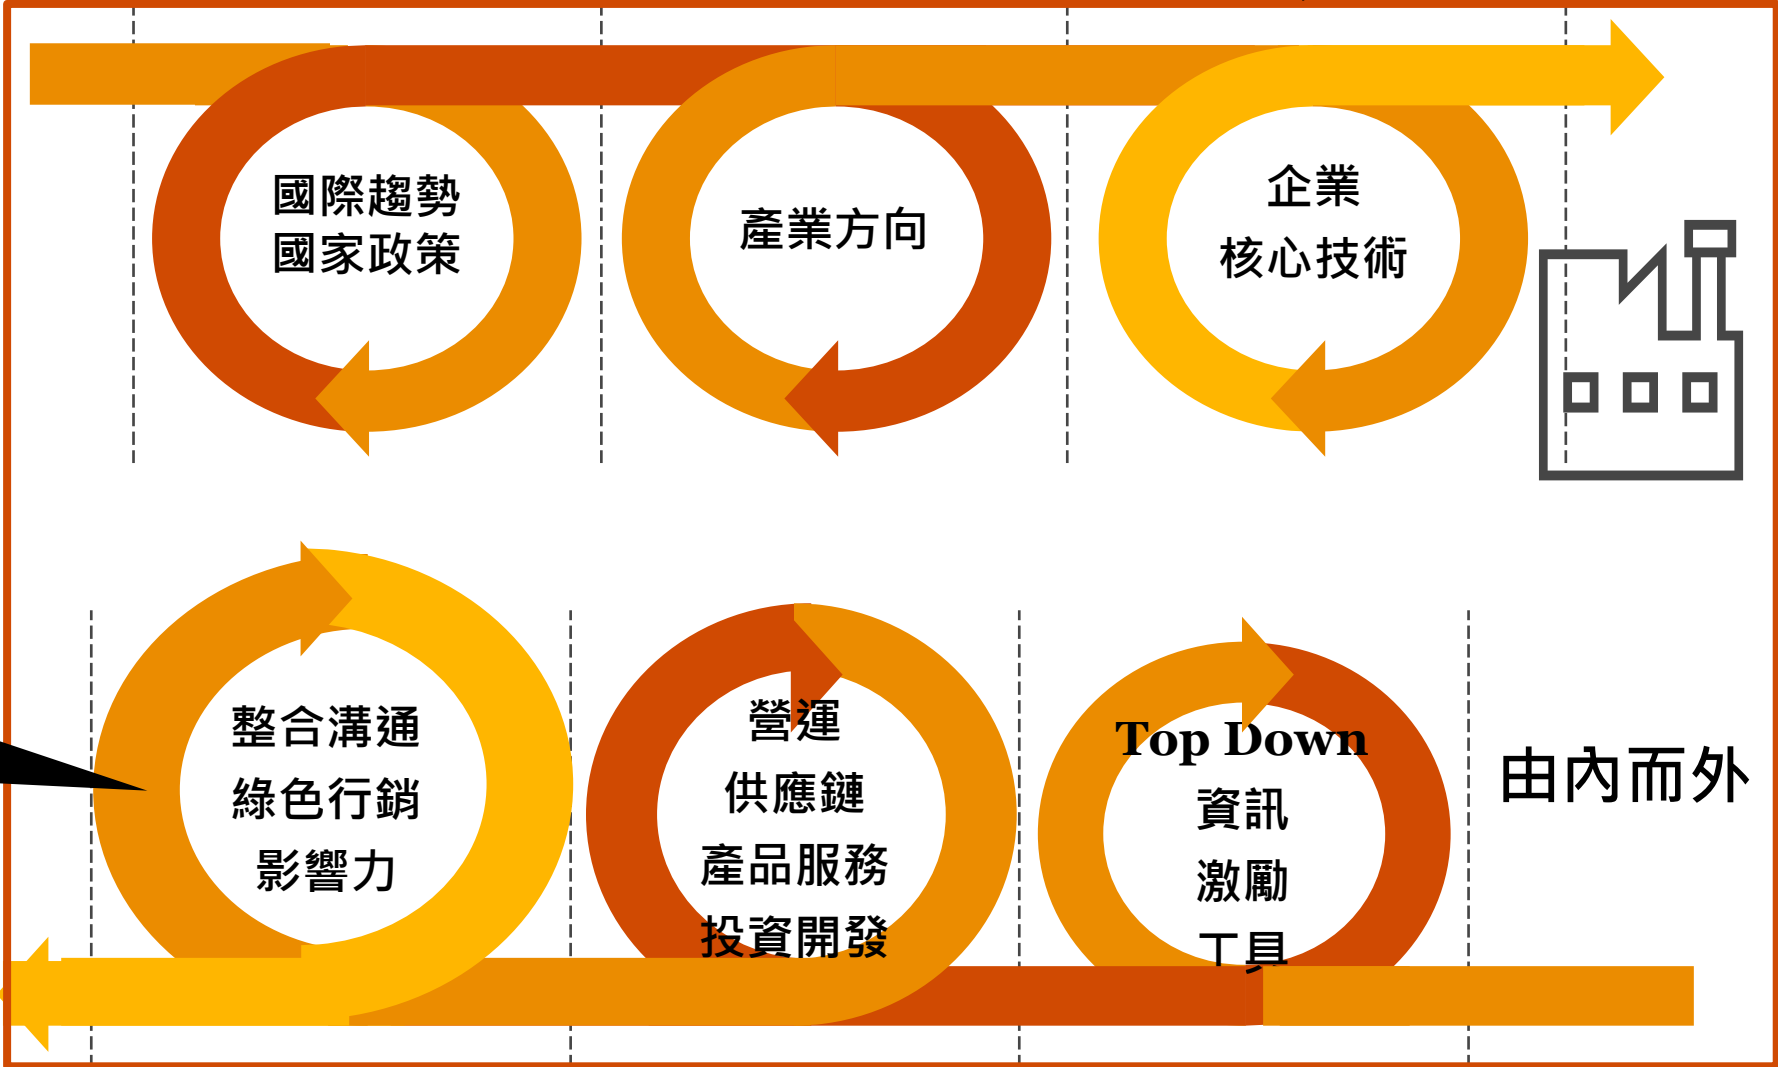 國際趨勢
國家政策
產業方向
企業
核心技術
整合溝通
綠色行銷
影響力
營運
供應鏈
產品服務
投資開發
Top Down
資訊
激勵
工具
由內而外